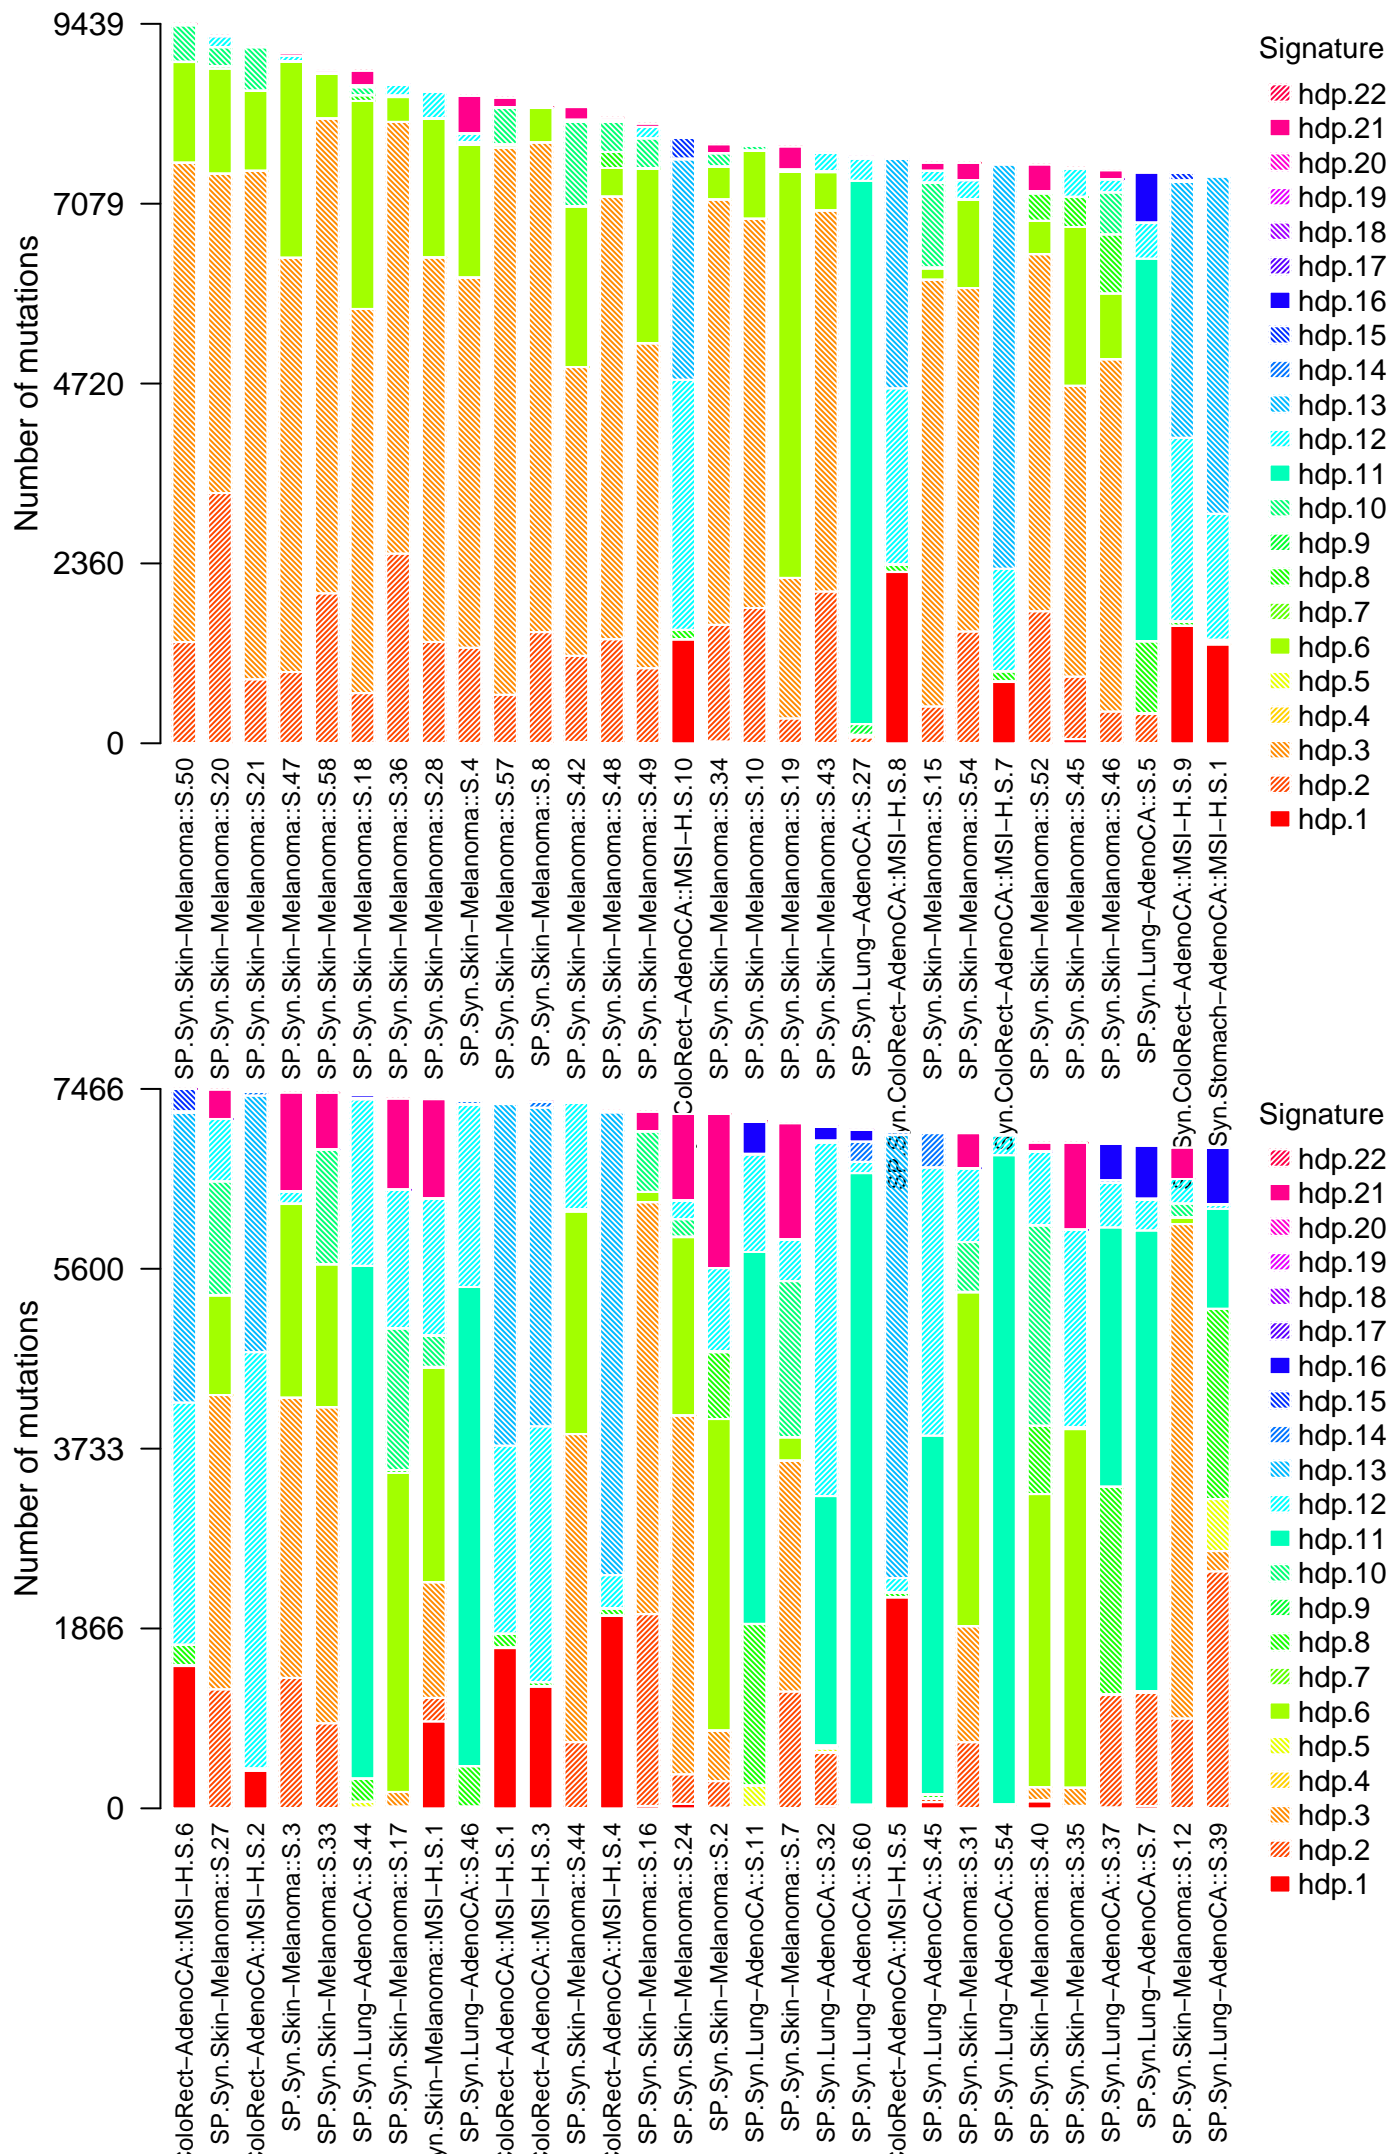 Number of mutations
9439
7079
4720
2360
0
SP.Syn.Skin−Melanoma::S.50
SP.Syn.Skin−Melanoma::S.20
SP.Syn.Skin−Melanoma::S.21
SP.Syn.Skin−Melanoma::S.47
SP.Syn.Skin−Melanoma::S.58
SP.Syn.Skin−Melanoma::S.18
SP.Syn.Skin−Melanoma::S.36
SP.Syn.Skin−Melanoma::S.28
SP.Syn.Skin−Melanoma::S.4
SP.Syn.Skin−Melanoma::S.57
SP.Syn.Skin−Melanoma::S.8
SP.Syn.Skin−Melanoma::S.42
SP.Syn.Skin−Melanoma::S.48
SP.Syn.Skin−Melanoma::S.49
ColoRect−AdenoCA::MSI−H.S.10
SP.Syn.Skin−Melanoma::S.34
SP.Syn.Skin−Melanoma::S.10
SP.Syn.Skin−Melanoma::S.19
SP.Syn.Skin−Melanoma::S.43
SP.Syn.Lung−AdenoCA::S.27
SP.Syn.ColoRect−AdenoCA::MSI−H.S.8
SP.Syn.Skin−Melanoma::S.15
SP.Syn.Skin−Melanoma::S.54
Syn.ColoRect−AdenoCA::MSI−H.S.7
SP.Syn.Skin−Melanoma::S.52
SP.Syn.Skin−Melanoma::S.45
SP.Syn.Skin−Melanoma::S.46
SP.Syn.Lung−AdenoCA::S.5
Syn.ColoRect−AdenoCA::MSI−H.S.9
Syn.Stomach−AdenoCA::MSI−H.S.1
Signature
hdp.22
hdp.21
hdp.20
hdp.19
hdp.18
hdp.17
hdp.16
hdp.15
hdp.14
hdp.13
hdp.12
hdp.11
hdp.10
hdp.9
hdp.8
hdp.7
hdp.6
hdp.5
hdp.4
hdp.3
hdp.2
hdp.1
Number of mutations
7466
5600
3733
1866
0
ColoRect−AdenoCA::MSI−H.S.6
SP.Syn.Skin−Melanoma::S.27
ColoRect−AdenoCA::MSI−H.S.2
SP.Syn.Skin−Melanoma::S.3
SP.Syn.Skin−Melanoma::S.33
SP.Syn.Lung−AdenoCA::S.44
SP.Syn.Skin−Melanoma::S.17
yn.Skin−Melanoma::MSI−H.S.1
SP.Syn.Lung−AdenoCA::S.46
ColoRect−AdenoCA::MSI−H.S.1
ColoRect−AdenoCA::MSI−H.S.3
SP.Syn.Skin−Melanoma::S.44
ColoRect−AdenoCA::MSI−H.S.4
SP.Syn.Skin−Melanoma::S.16
SP.Syn.Skin−Melanoma::S.24
SP.Syn.Skin−Melanoma::S.2
SP.Syn.Lung−AdenoCA::S.11
SP.Syn.Skin−Melanoma::S.7
SP.Syn.Lung−AdenoCA::S.32
SP.Syn.Lung−AdenoCA::S.60
ColoRect−AdenoCA::MSI−H.S.5
SP.Syn.Lung−AdenoCA::S.45
SP.Syn.Skin−Melanoma::S.31
SP.Syn.Lung−AdenoCA::S.54
SP.Syn.Skin−Melanoma::S.40
SP.Syn.Skin−Melanoma::S.35
SP.Syn.Lung−AdenoCA::S.37
SP.Syn.Lung−AdenoCA::S.7
SP.Syn.Skin−Melanoma::S.12
SP.Syn.Lung−AdenoCA::S.39
Signature
hdp.22
hdp.21
hdp.20
hdp.19
hdp.18
hdp.17
hdp.16
hdp.15
hdp.14
hdp.13
hdp.12
hdp.11
hdp.10
hdp.9
hdp.8
hdp.7
hdp.6
hdp.5
hdp.4
hdp.3
hdp.2
hdp.1